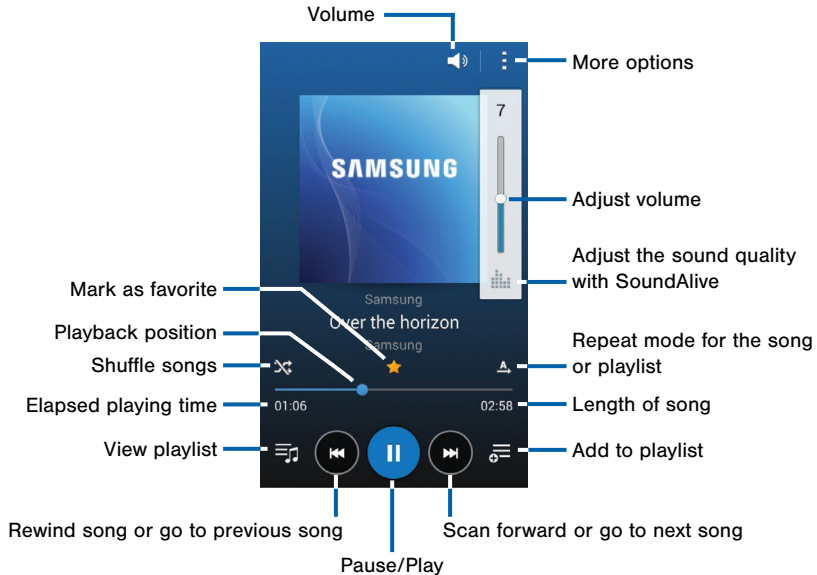 Volume
More options
7
SAMSUNG
Adjust volume
Adjust the sound quality
with SoundAlive
Mark as favorite
Samsung
Over the horizon
Samsung
Playback position
Shuffle songs
Repeat mode for the song
or playlist
A
Elapsed playing time
01:06
02:58
Length of song
View playlist
Add to playlist
Rewind song or go to previous song
Scan forward or go to next song
Pause/Play